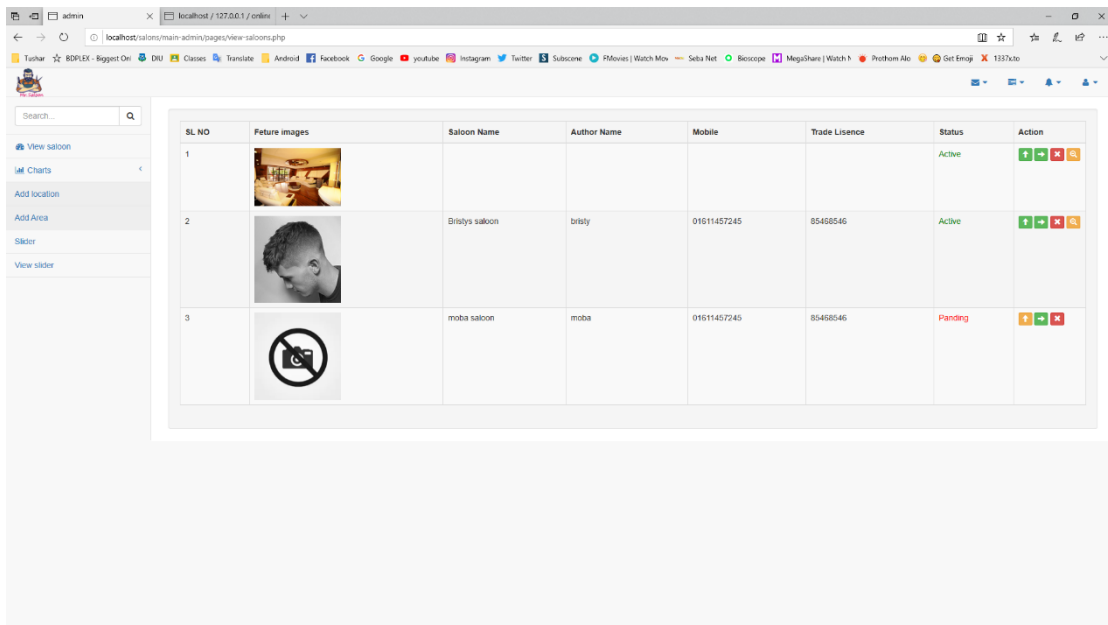 admin
localhost / 127.0.0.1 / online
localhost/salons/main-admin/pages/view-saloons.php
Tushar BDPLEX - Biggest Onl DIU Classes Translate Android Facebook Google youtube Instagram Twitter Subscene FMovies | Watch Mov Seba Net Bioscope MegaShare | Watch N Prothom Alo Get Emoji 1337x.to
Mr. Saloon
Search...
View saloon
Charts
Add location
Add Area
Slider
View slider
SL NO Feture images Saloon Name Author Name Mobile Trade Lisence Status Action
1 Active
2 Bristys saloon bristy 01611457245 85468546 Active
3 moba saloon moba 01611457245 85468546 Panding